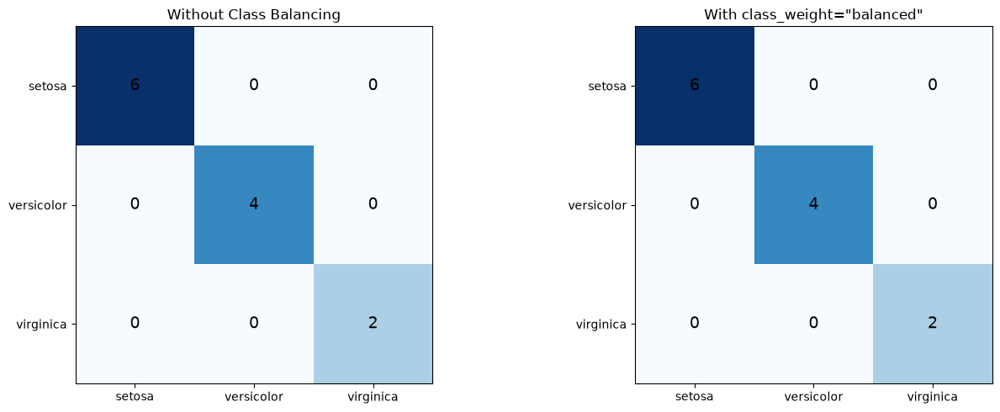 Without Class Balancing
setosa 6 0 0
versicolor 0 4 0
virginica 0 0 2
setosa versicolor virginica
With class_weight="balanced"
setosa 6 0 0
versicolor 0 4 0
virginica 0 0 2
setosa versicolor virginica